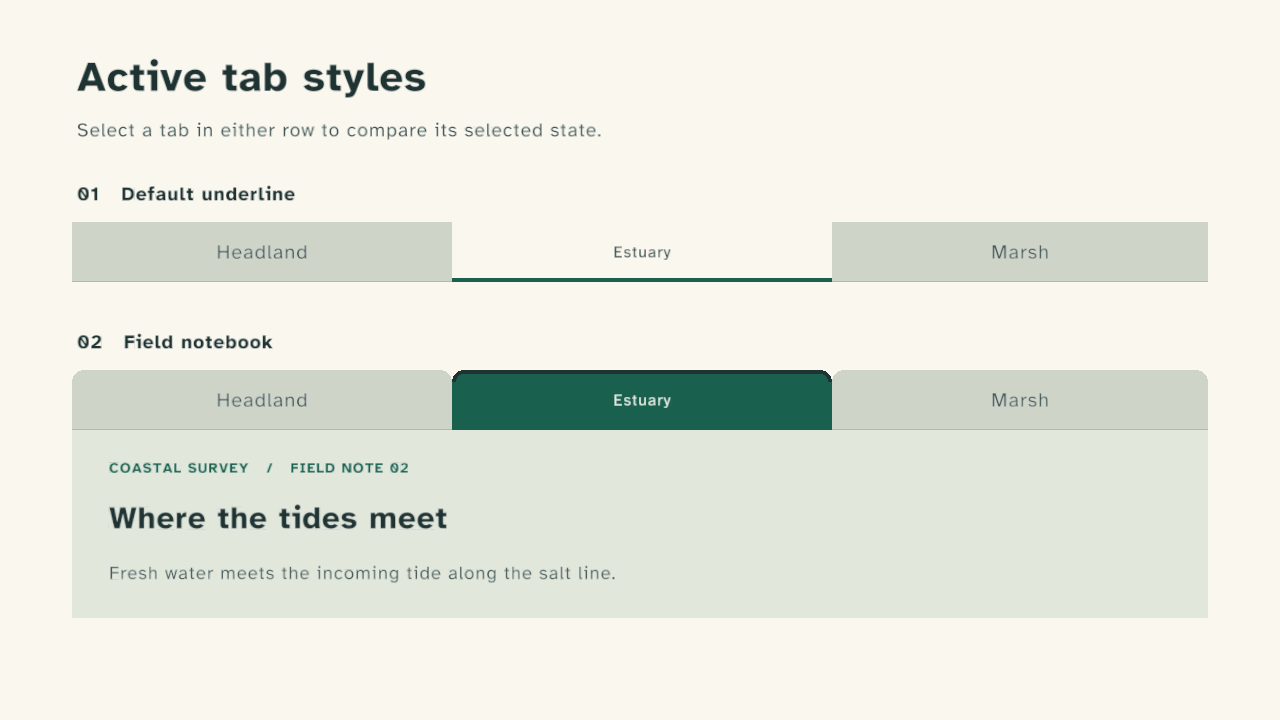 Active tab styles
Select a tab in either row to compare its selected state.
01 Default underline
Headland Estuary Marsh
02 Field notebook
Headland Estuary Marsh
COASTAL SURVEY / FIELD NOTE 02
Where the tides meet
Fresh water meets the incoming tide along the salt line.